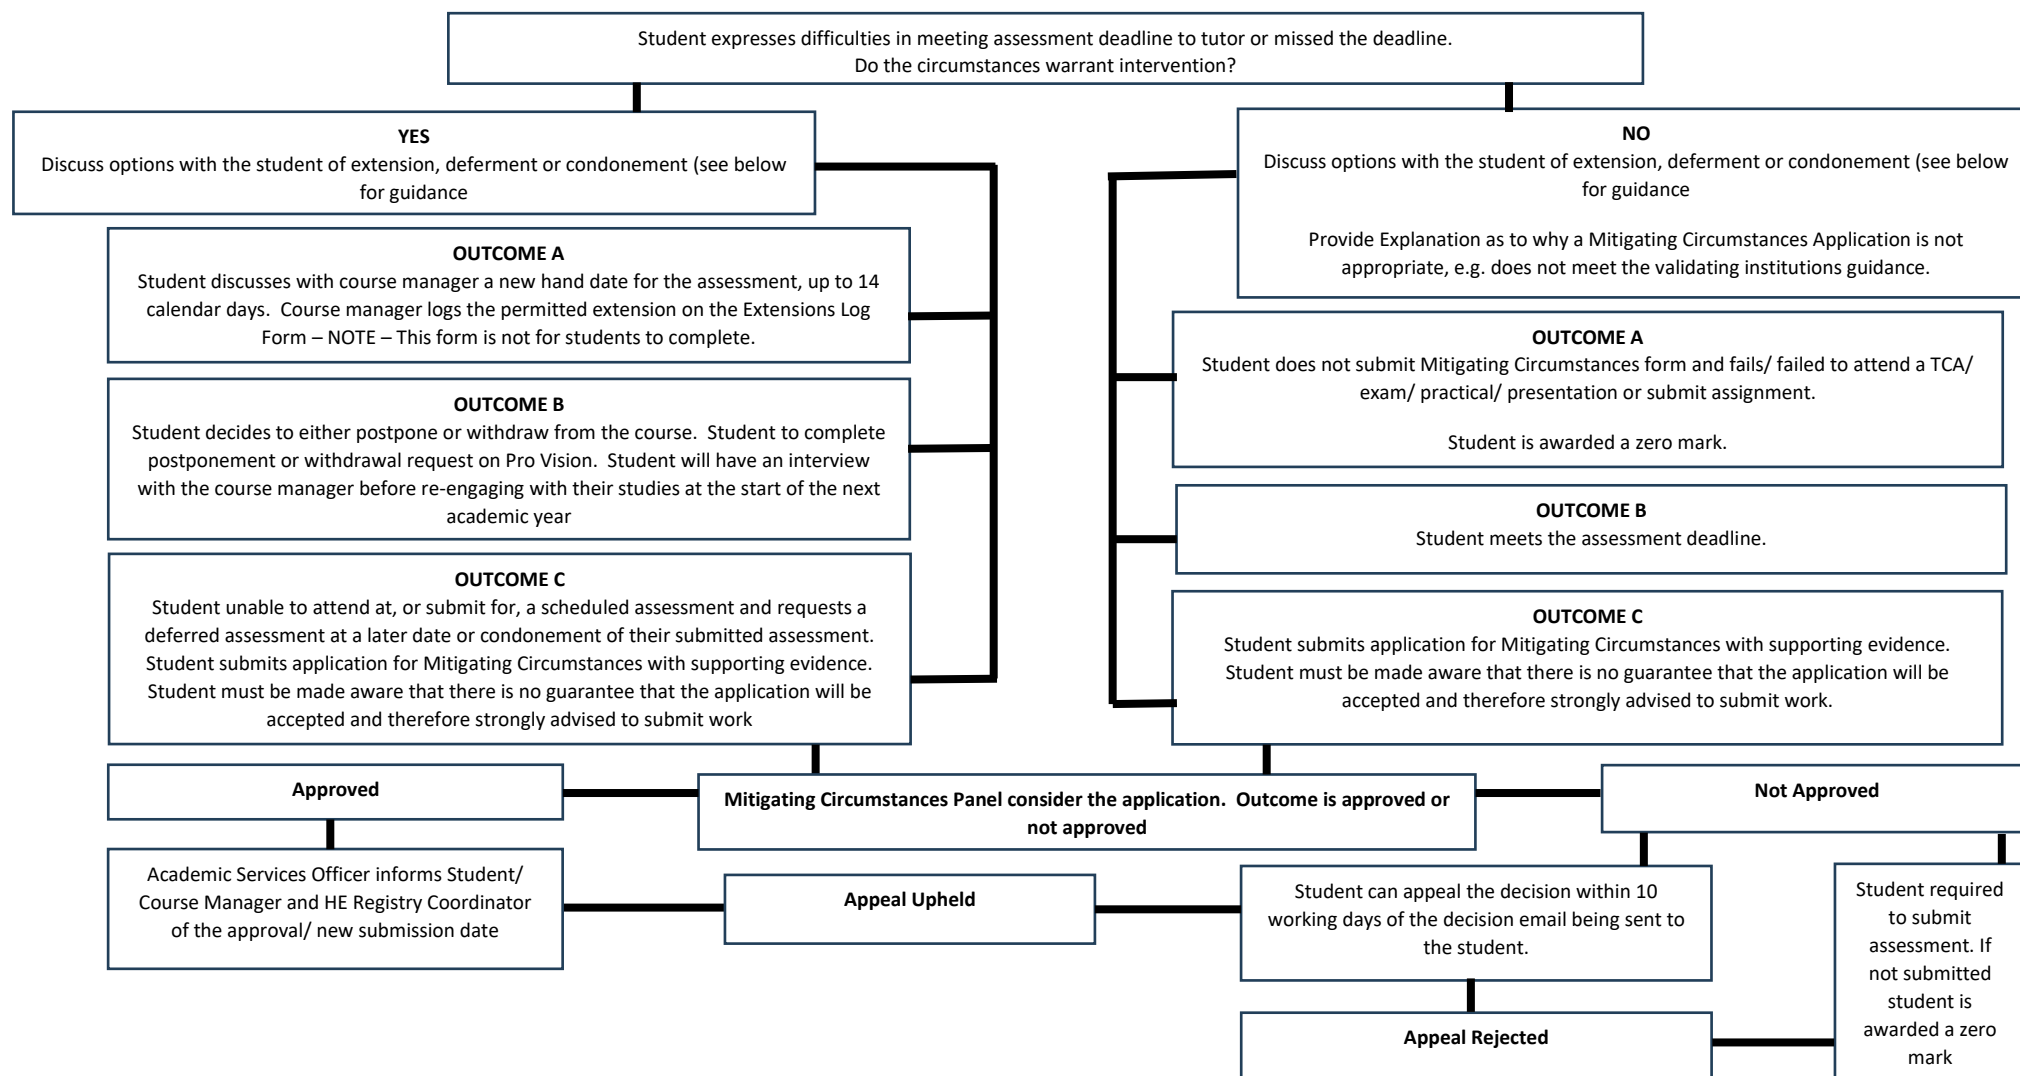 Student expresses difficulties in meeting assessment deadline to tutor or missed the deadline.
Do the circumstances warrant intervention?
YES
Discuss options with the student of extension, deferment or condonement (see below
for guidance
OUTCOME A
Student discusses with course manager a new hand date for the assessment, up to 14
calendar days.  Course manager logs the permitted extension on the Extensions Log
Form – NOTE – This form is not for students to complete.
OUTCOME B
Student decides to either postpone or withdraw from the course.  Student to complete
postponement or withdrawal request on Pro Vision.  Student will have an interview
with the course manager before re-engaging with their studies at the start of the next
academic year
OUTCOME C
Student unable to attend at, or submit for, a scheduled assessment and requests a
deferred assessment at a later date or condonement of their submitted assessment.
Student submits application for Mitigating Circumstances with supporting evidence.
Student must be made aware that there is no guarantee that the application will be
accepted and therefore strongly advised to submit work
NO
Discuss options with the student of extension, deferment or condonement (see below
for guidance
Provide Explanation as to why a Mitigating Circumstances Application is not
appropriate, e.g. does not meet the validating institutions guidance.
OUTCOME A
Student does not submit Mitigating Circumstances form and fails/ failed to attend a TCA/
exam/ practical/ presentation or submit assignment.
Student is awarded a zero mark.
OUTCOME B
Student meets the assessment deadline.
OUTCOME C
Student submits application for Mitigating Circumstances with supporting evidence.
Student must be made aware that there is no guarantee that the application will be
accepted and therefore strongly advised to submit work.
Mitigating Circumstances Panel consider the application.  Outcome is approved or
not approved
Approved
Academic Services Officer informs Student/
Course Manager and HE Registry Coordinator
of the approval/ new submission date
Appeal Upheld
Not Approved
Student can appeal the decision within 10
working days of the decision email being sent to
the student.
Appeal Rejected
Student required
to submit
assessment. If
not submitted
student is
awarded a zero
mark